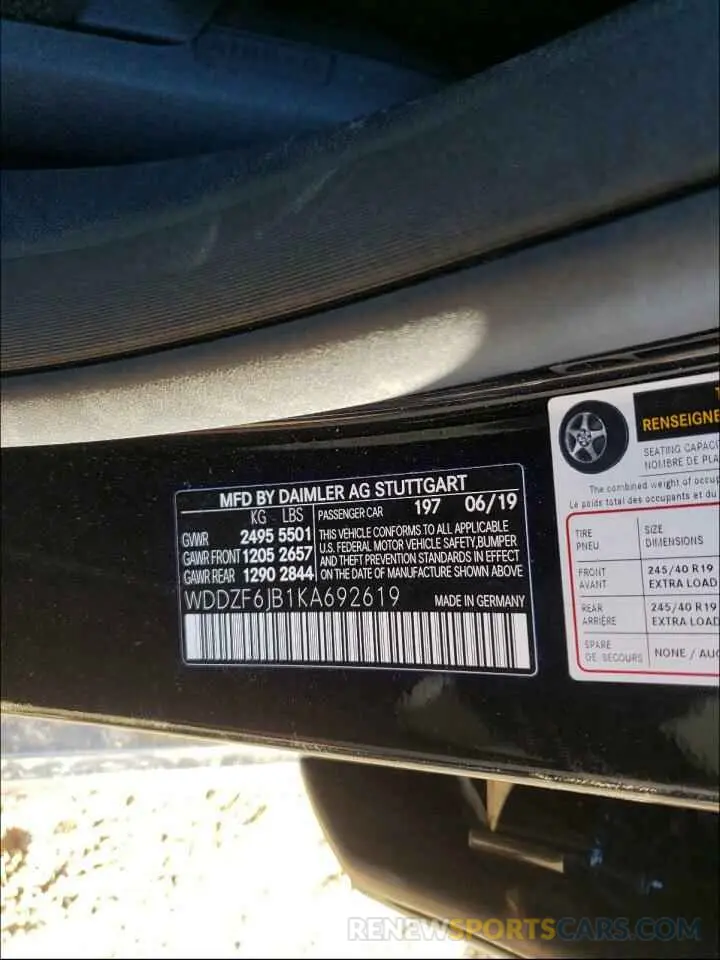 MFD BY DAIMLER AG STUTTGART
KG LBS PASSENGER CAR 197 06/19
GVWR 2495 5501
GAWR FRONT 1205 2657
GAWR REAR 1290 2844
THIS VEHICLE CONFORMS TO ALL APPLICABLE
U.S. FEDERAL MOTOR VEHICLE SAFETY,BUMPER
AND THEFT PREVENTION STANDARDS IN EFFECT
ON THE DATE OF MANUFACTURE SHOWN ABOVE
WDDZF6JB1KA692619 MADE IN GERMANY
RENSEIGNE
SEATING CAPACI
NOMBRE DE PLA
The combined weight of occup
Le poids total des occupants et du
TIRE
PNEU
SIZE
DIMENSIONS
FRONT
AVANT
245/40 R19
EXTRA LOAD
REAR
ARRIÈRE
245/40 R19
EXTRA LOAD
SPARE
DE SECOURS
NONE / AUC
RENEWSPORTSCARS.COM